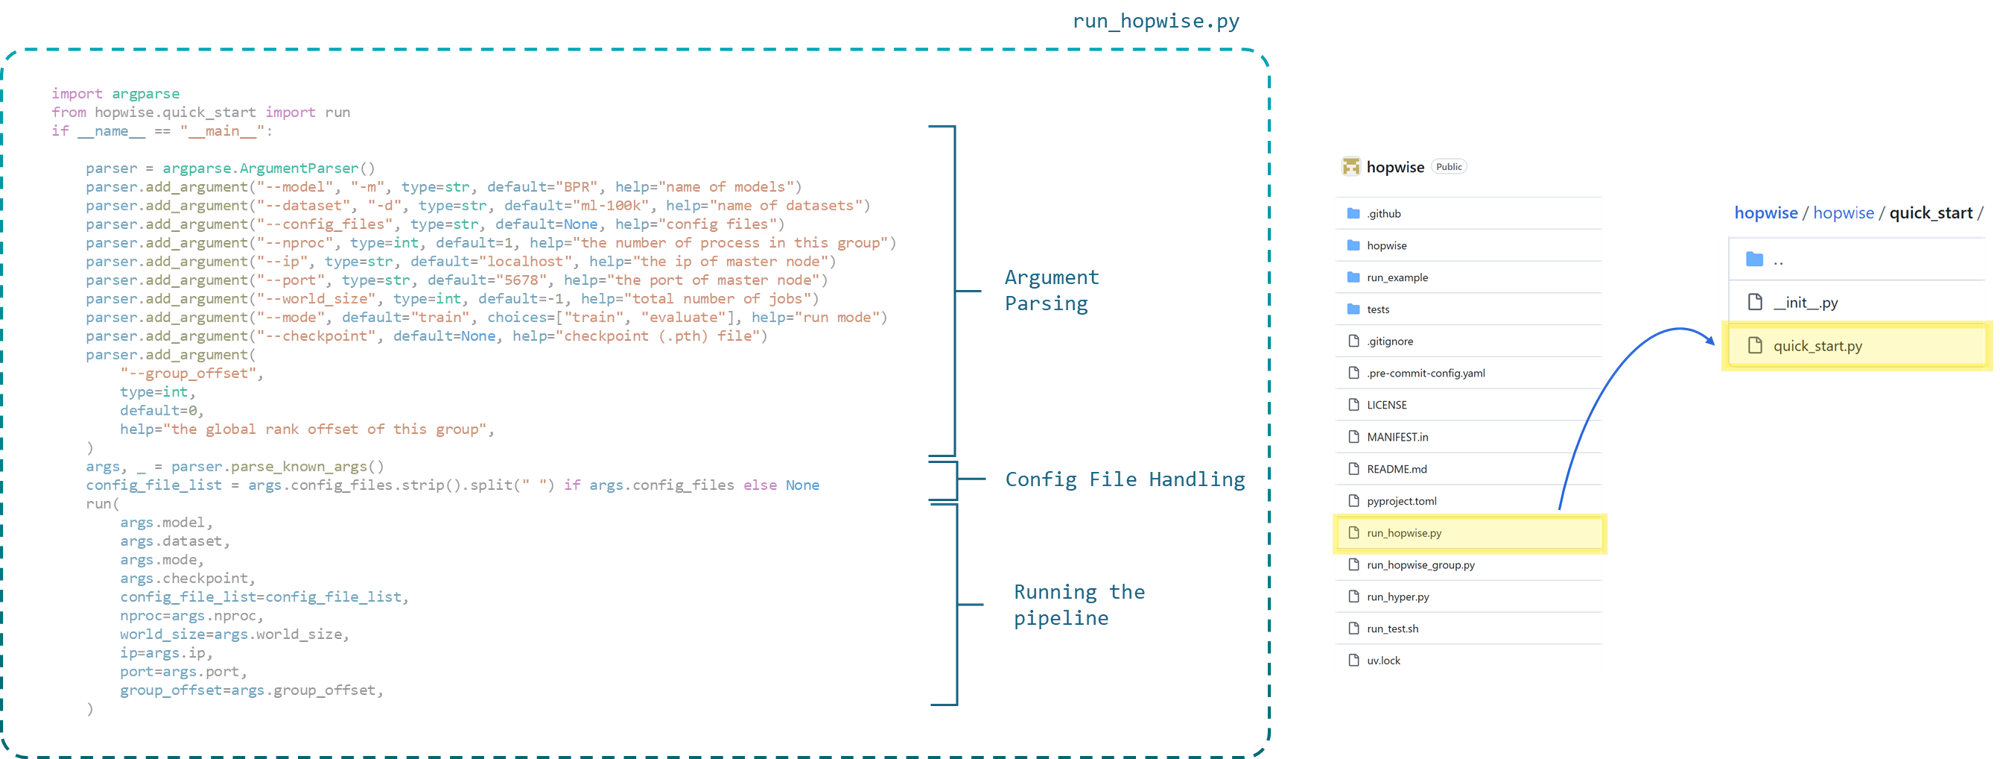 run_hopwise.py
import argparse
from hopwise.quick_start import run
if __name__ == "__main__":
    parser = argparse.ArgumentParser()
    parser.add_argument("--model", "-m", type=str, default="BPR", help="name of models")
    parser.add_argument("--dataset", "-d", type=str, default="ml-100k", help="name of datasets")
    parser.add_argument("--config_files", type=str, default=None, help="config files")
    parser.add_argument("--nproc", type=int, default=1, help="the number of process in this group")
    parser.add_argument("--ip", type=str, default="localhost", help="the ip of master node")
    parser.add_argument("--port", type=str, default="5678", help="the port of master node")
    parser.add_argument("--world_size", type=int, default=-1, help="total number of jobs")
    parser.add_argument("--mode", default="train", choices=["train", "evaluate"], help="run mode")
    parser.add_argument("--checkpoint", default=None, help="checkpoint (.pth) file")
    parser.add_argument(
        "--group_offset",
        type=int,
        default=0,
        help="the global rank offset of this group",
    )
    args, _ = parser.parse_known_args()
    config_file_list = args.config_files.strip().split(" ") if args.config_files else None
    run(
        args.model,
        args.dataset,
        args.mode,
        args.checkpoint,
        config_file_list=config_file_list,
        nproc=args.nproc,
        world_size=args.world_size,
        ip=args.ip,
        port=args.port,
        group_offset=args.group_offset,
    )
Argument
Parsing
Config File Handling
Running the
pipeline
hopwise Public
.github
hopwise
run_example
tests
.gitignore
.pre-commit-config.yaml
LICENSE
MANIFEST.in
README.md
pyproject.toml
run_hopwise.py
run_hopwise_group.py
run_hyper.py
run_test.sh
uv.lock
hopwise / hopwise / quick_start /
..
__init__.py
quick_start.py